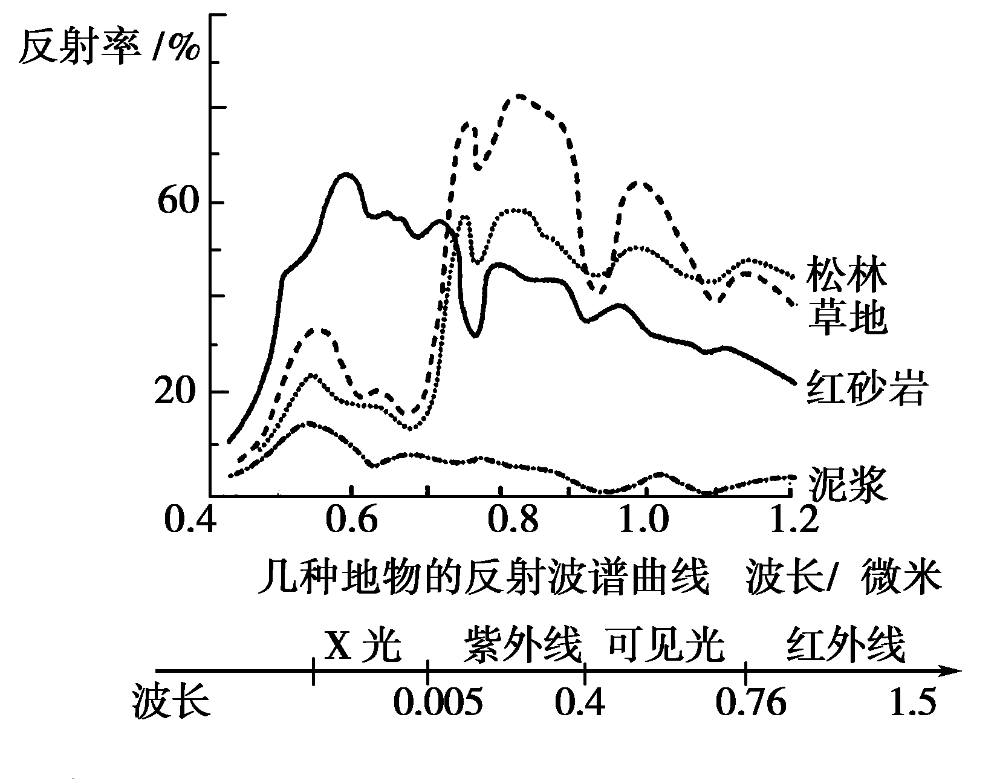 反射率 /%
60
20
松林
草地
红砂岩
泥浆
0.4 0.6 0.8 1.0 1.2
几种地物的反射波谱曲线 波长/ 微米
X 光 紫外线 可见光 红外线
波长 0.005 0.4 0.76 1.5